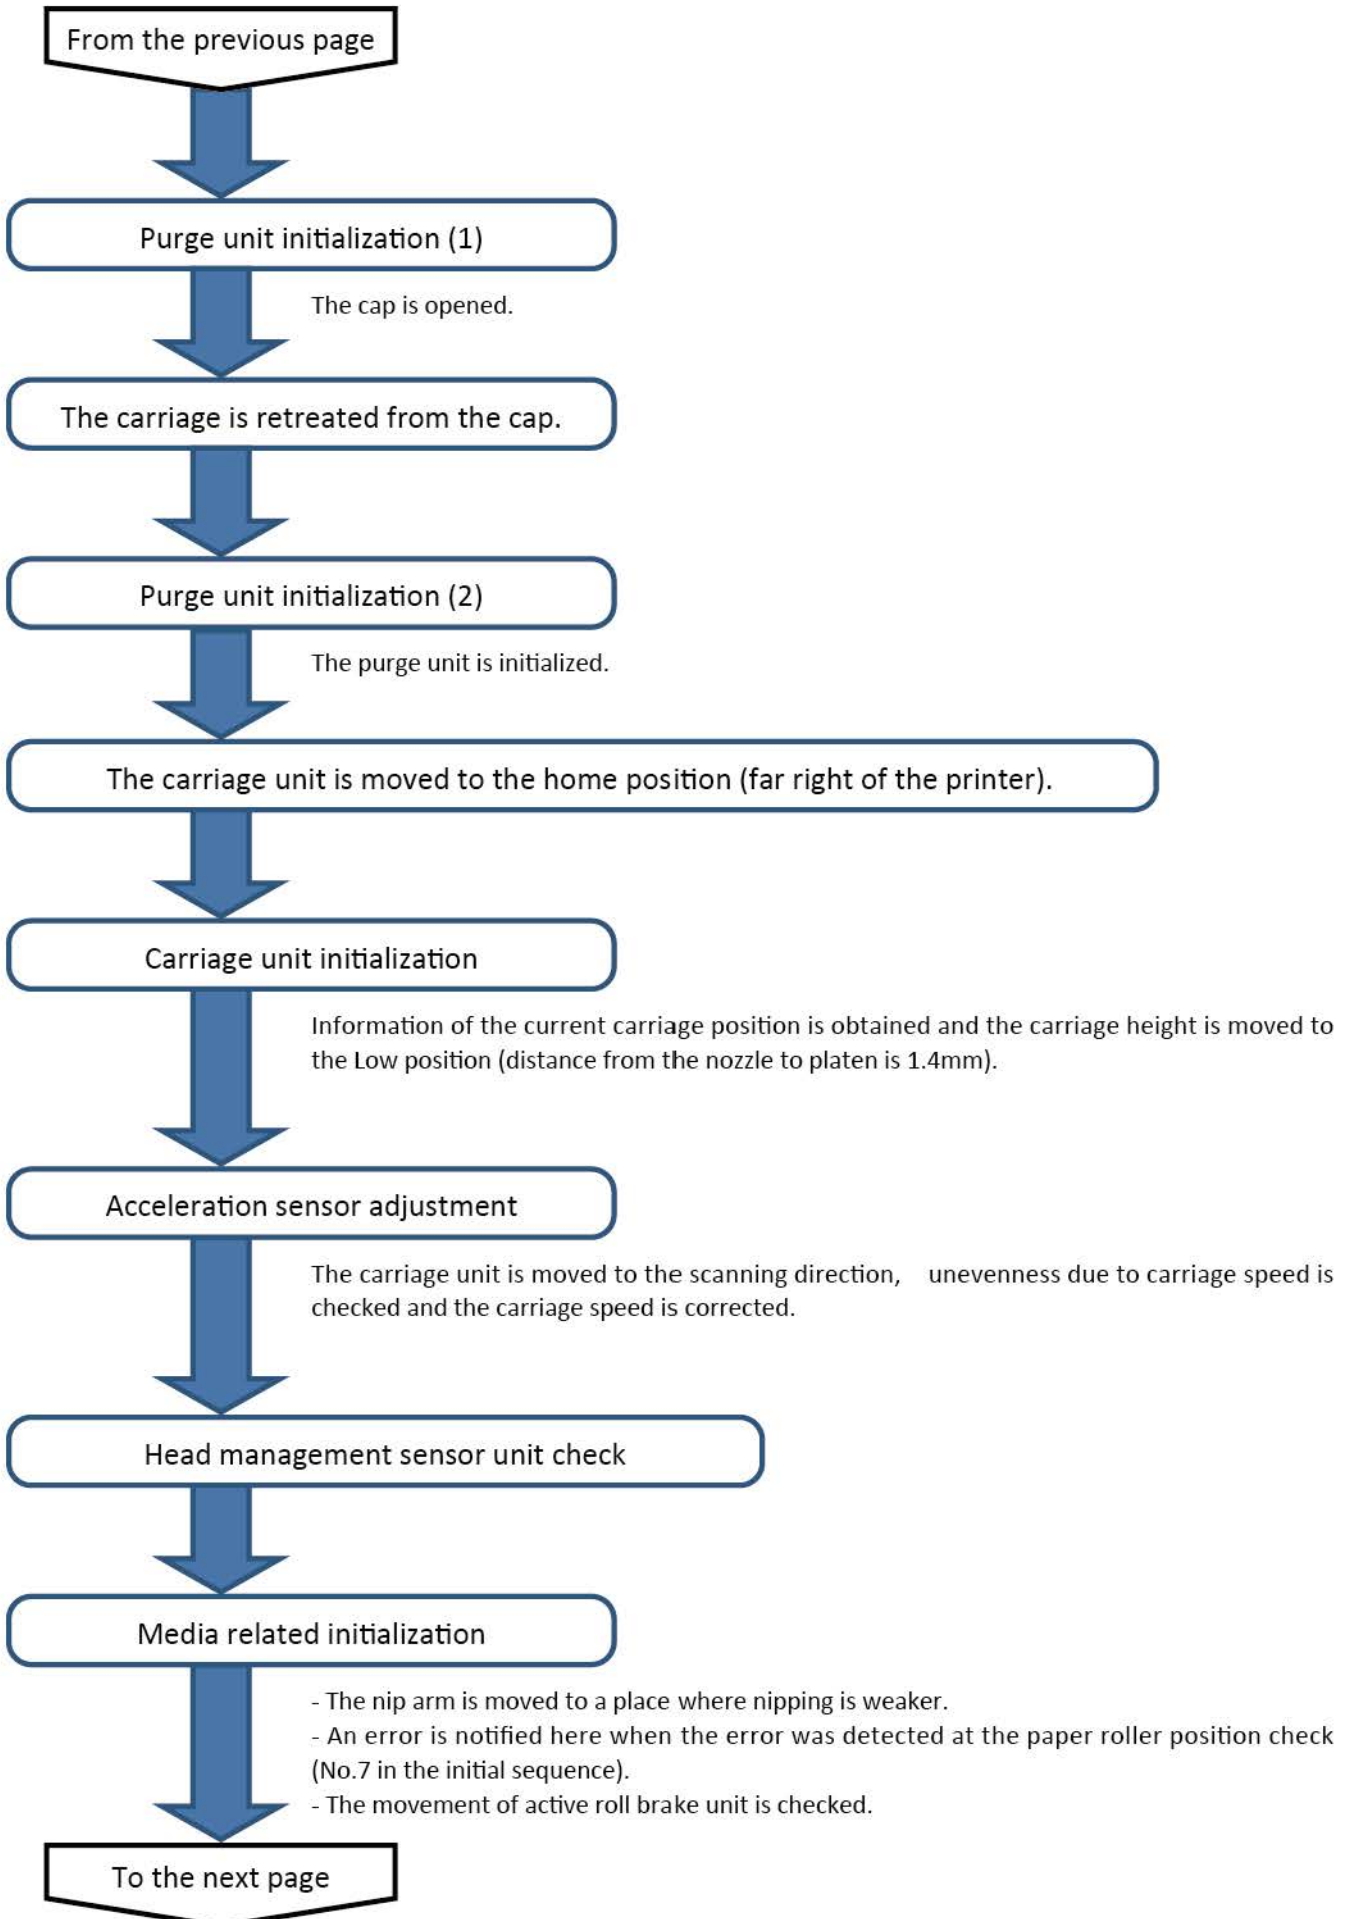 From the previous page
Purge unit initialization (1)
The cap is opened.
The carriage is retreated from the cap.
Purge unit initialization (2)
The purge unit is initialized.
The carriage unit is moved to the home position (far right of the printer).
Carriage unit initialization
Information of the current carriage position is obtained and the carriage height is moved to
the Low position (distance from the nozzle to platen is 1.4mm).
Acceleration sensor adjustment
The carriage unit is moved to the scanning direction, unevenness due to carriage speed is
checked and the carriage speed is corrected.
Head management sensor unit check
Media related initialization
- The nip arm is moved to a place where nipping is weaker.
- An error is notified here when the error was detected at the paper roller position check
(No.7 in the initial sequence).
- The movement of active roll brake unit is checked.
To the next page